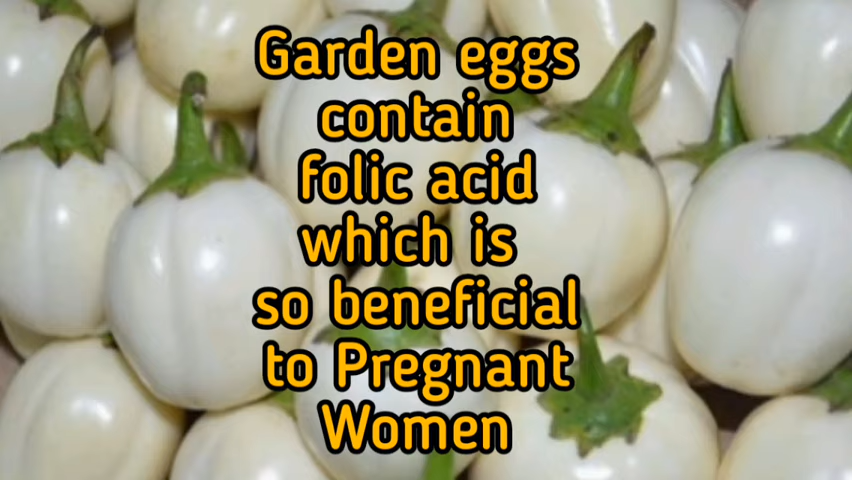 Garden eggs
contain
folic acid
which is
so beneficial
to Pregnant
Women